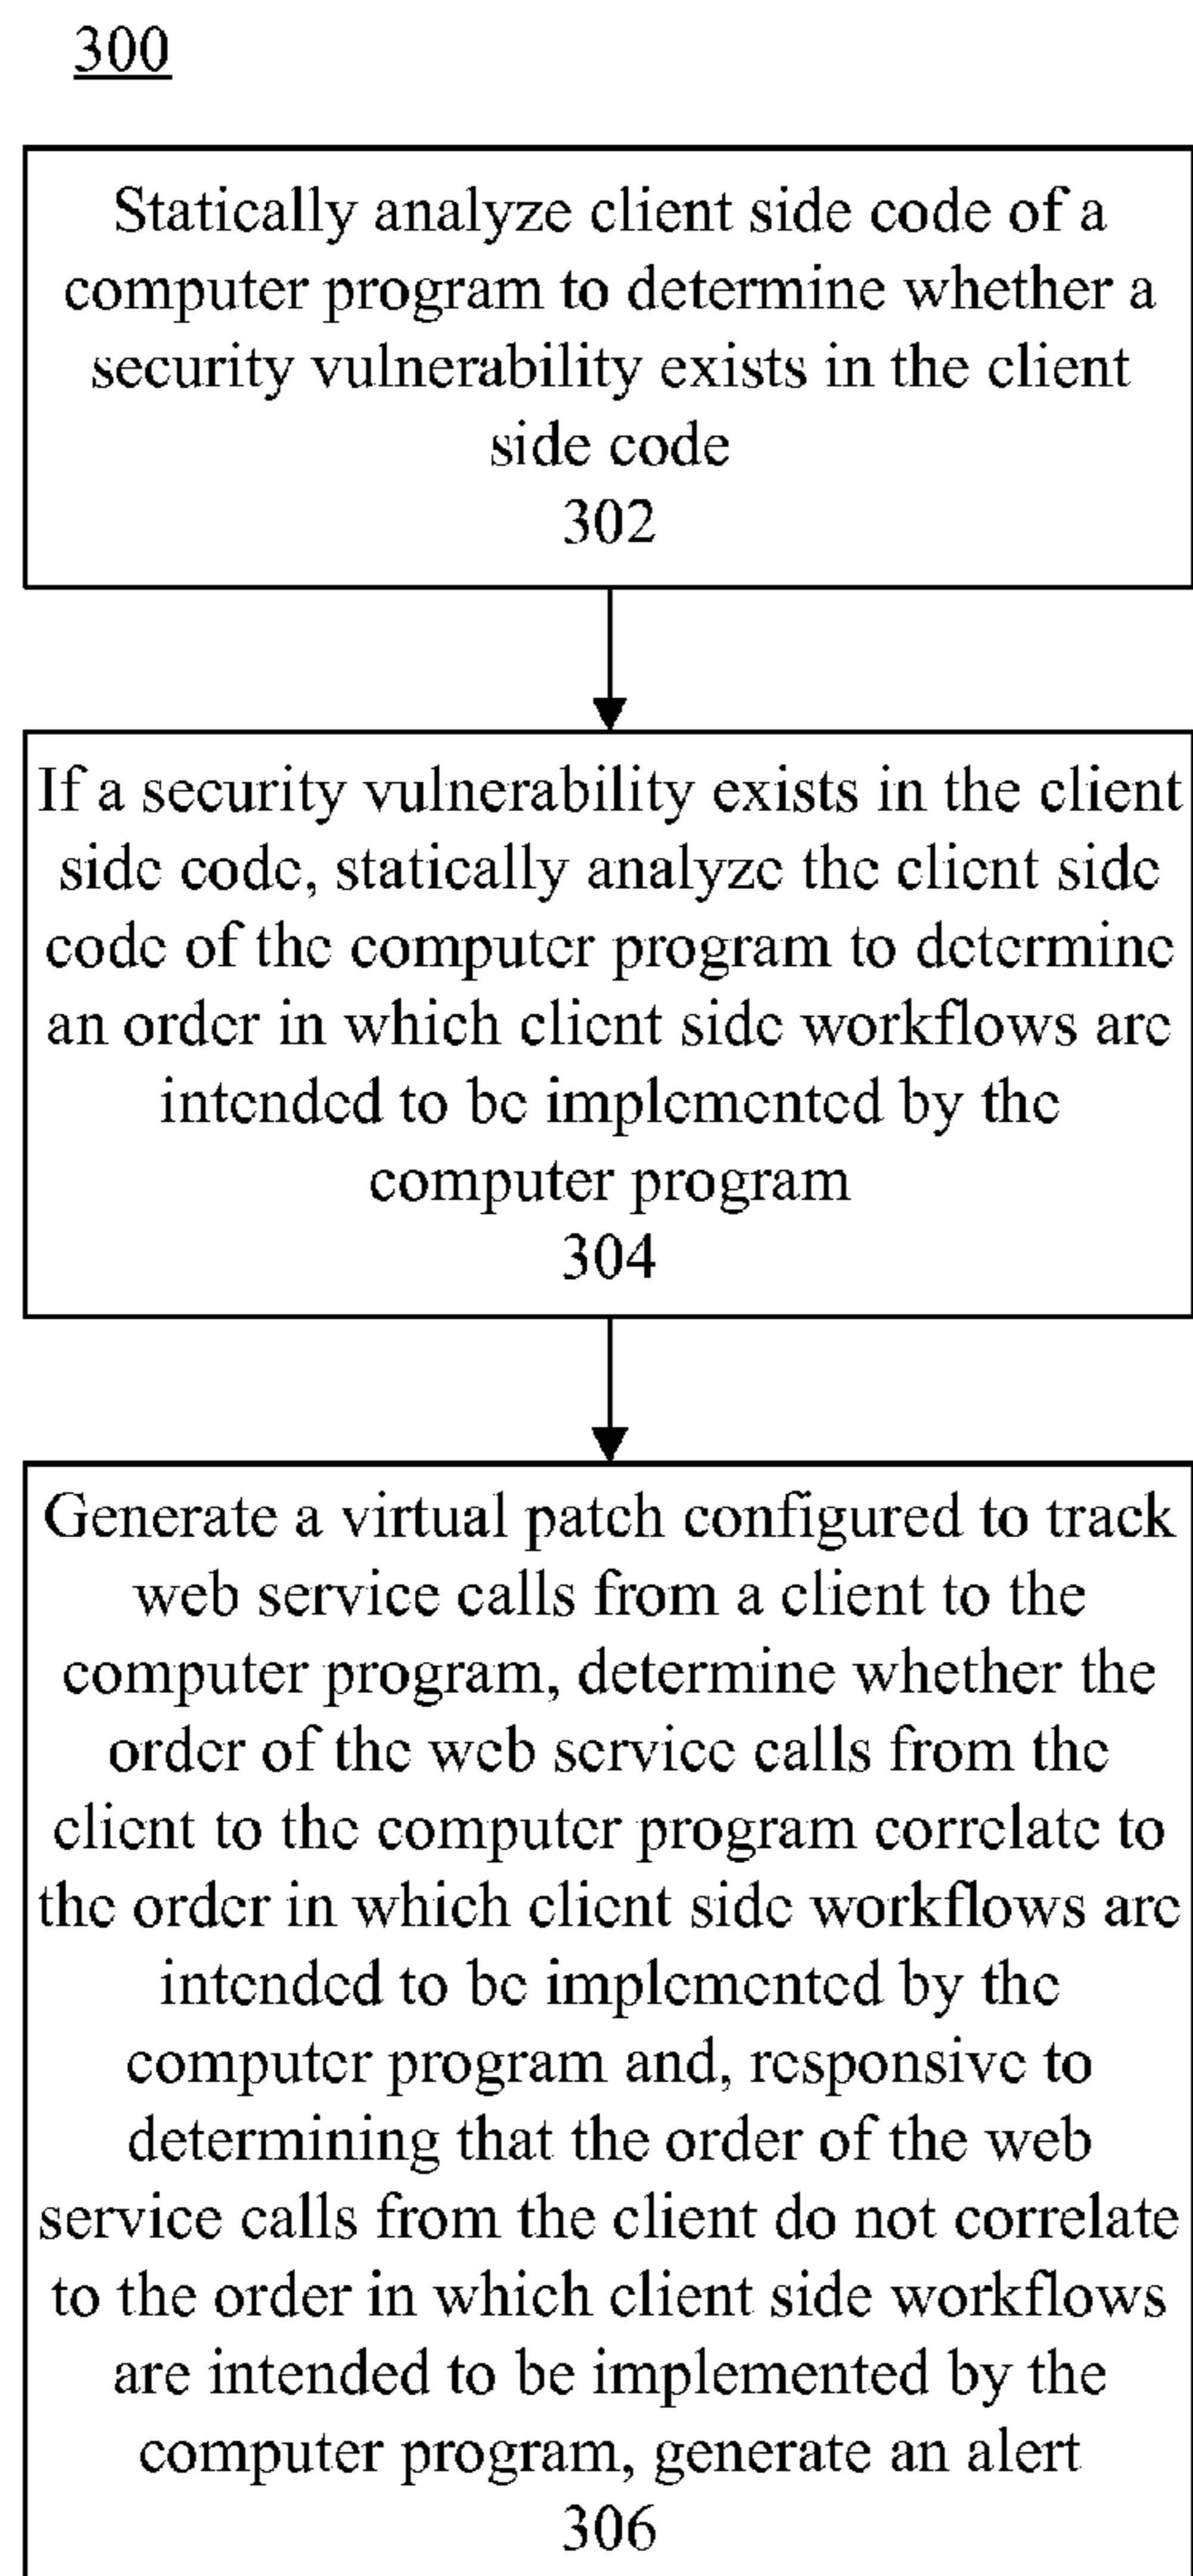 300
Statically analyze client side code of a
computer program to determine whether a
security vulnerability exists in the client
side code
302
If a security vulnerability exists in the client
side code, statically analyze the client side
code of the computer program to determine
an order in which client side workflows are
intended to be implemented by the
computer program
304
Generate a virtual patch configured to track
web service calls from a client to the
computer program, determine whether the
order of the web service calls from the
client to the computer program correlate to
the order in which client side workflows are
intended to be implemented by the
computer program and, responsive to
determining that the order of the web
service calls from the client do not correlate
to the order in which client side workflows
are intended to be implemented by the
computer program, generate an alert
306